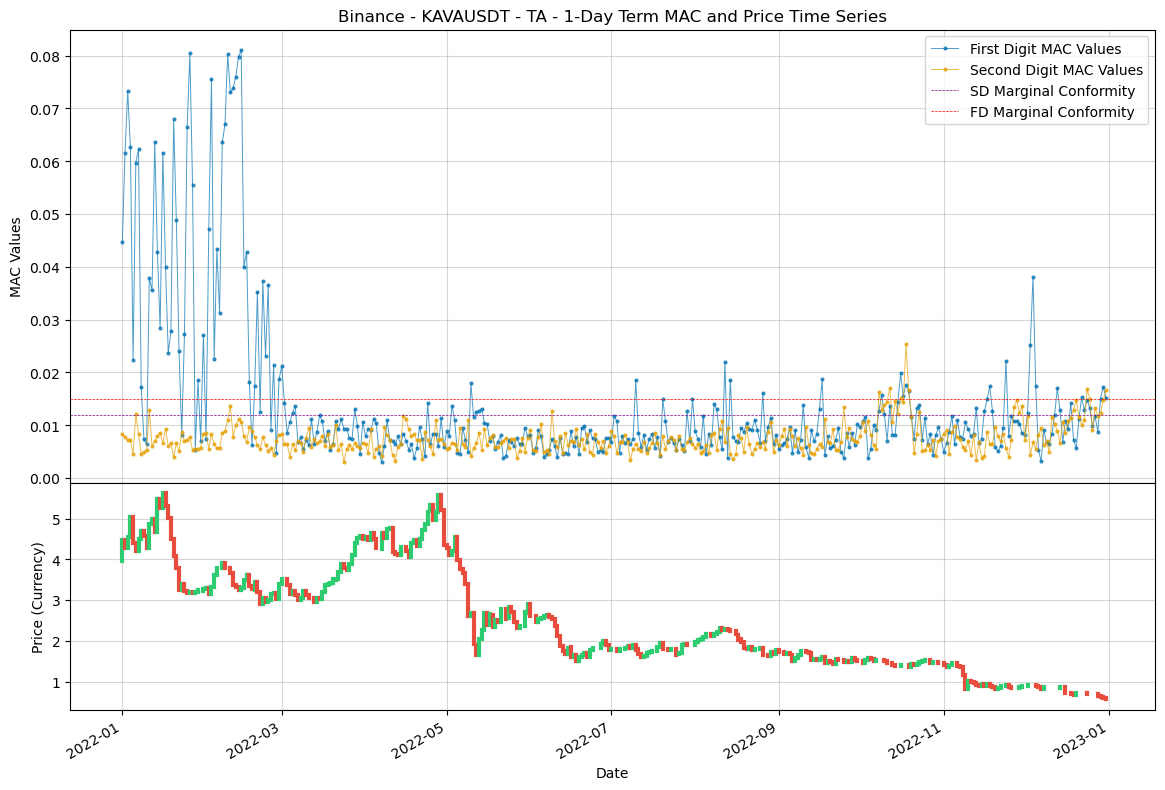 Binance - KAVAUSDT - TA - 1-Day Term MAC and Price Time Series
First Digit MAC Values
Second Digit MAC Values
SD Marginal Conformity
FD Marginal Conformity
MAC Values
0.08
0.07
0.06
0.05
0.04
0.03
0.02
0.01
0.00
Price (Currency)
5
4
3
2
1
2022-01
2022-03
2022-05
2022-07
2022-09
2022-11
2023-01
Date